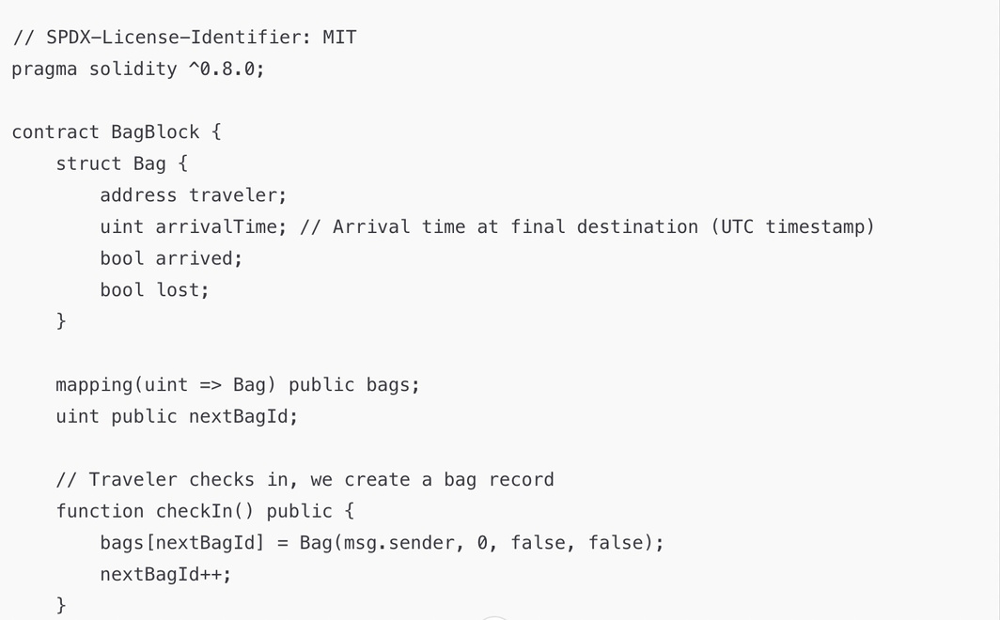 // SPDX-License-Identifier: MIT
pragma solidity ^0.8.0;

contract BagBlock {
    struct Bag {
        address traveler;
        uint arrivalTime; // Arrival time at final destination (UTC timestamp)
        bool arrived;
        bool lost;
    }

    mapping(uint => Bag) public bags;
    uint public nextBagId;

    // Traveler checks in, we create a bag record
    function checkIn() public {
        bags[nextBagId] = Bag(msg.sender, 0, false, false);
        nextBagId++;
    }